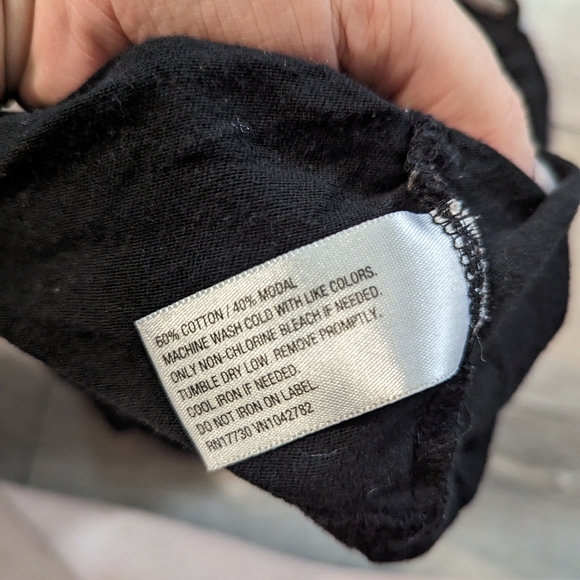 60% COTTON / 40% MODAL
MACHINE WASH COLD WITH LIKE COLORS.
ONLY NON-CHLORINE BLEACH IF NEEDED.
TUMBLE DRY LOW. REMOVE PROMPTLY.
COOL IRON IF NEEDED.
DO NOT IRON ON LABEL
RN17730 VN1042782